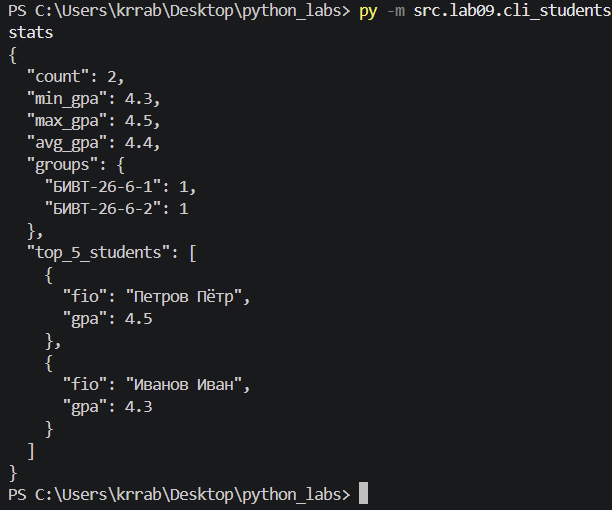 PS C:\Users\krrab\Desktop\python_labs> py -m src.lab09.cli_students
stats
{
  "count": 2,
  "min_gpa": 4.3,
  "max_gpa": 4.5,
  "avg_gpa": 4.4,
  "groups": {
    "БИВТ-26-6-1": 1,
    "БИВТ-26-6-2": 1
  },
  "top_5_students": [
    {
      "fio": "Петров Пётр",
      "gpa": 4.5
    },
    {
      "fio": "Иванов Иван",
      "gpa": 4.3
    }
  ]
}
PS C:\Users\krrab\Desktop\python_labs>